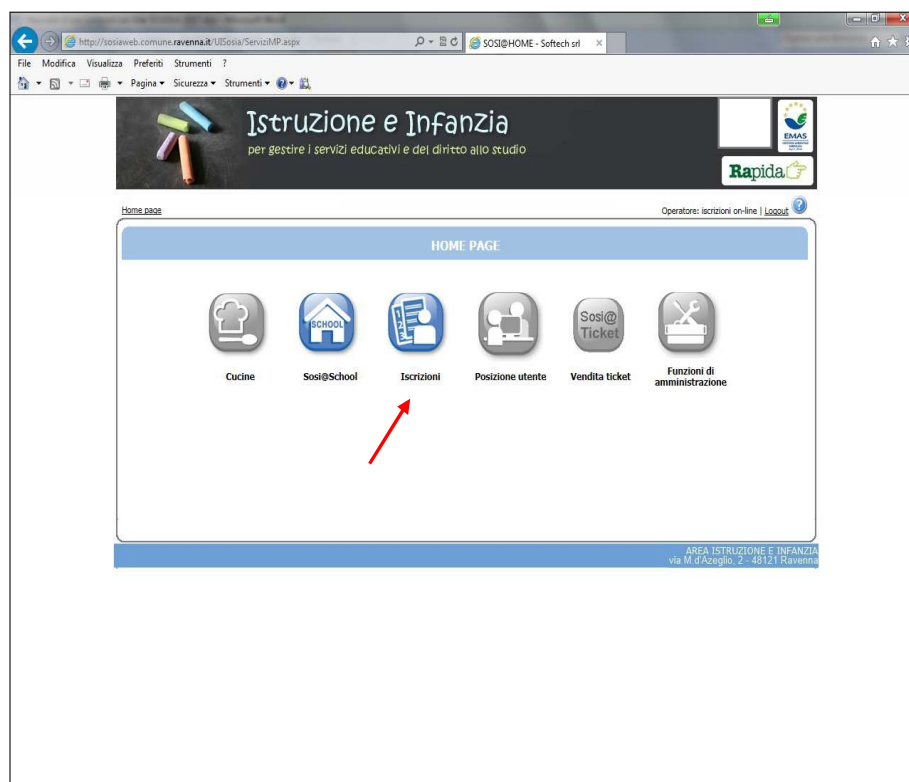 http://sosiaweb.comune.ravenna.it/UISosia/ServiziMP.aspx
SOSI@HOME - Softech srl
File Modifica Visualizza Preferiti Strumenti ?
Pagina Sicurezza Strumenti
Istruzione e Infanzia
per gestire i servizi educativi e del diritto allo studio
EMAS
Rapida
Home page
Operatore: iscrizioni on-line | Logout ?
HOME PAGE
SCHOOL
1
2
3
Sosi@
Ticket
Cucine
Sosi@School
Iscrizioni
Posizione utente
Vendita ticket
Funzioni di
amministrazione
AREA ISTRUZIONE E INFANZIA
via M.d'Azeglio, 2 - 48121 Ravenna